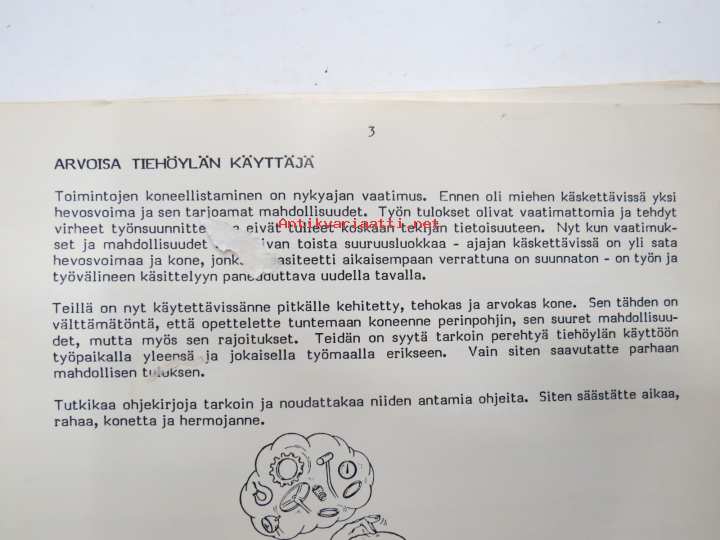 3
ARVOISA TIEHÖYLÄN KÄYTTÄJÄ
Toimintojen koneellistaminen on nykyajan vaatimus. Ennen oli miehen käskettävissä yksi
hevosvoima ja sen tarjoamat mahdollisuudet. Työn tulokset olivat vaatimattomia ja tehdyt
Antikvariaatti.net
virheet työnsuunnitte eivät tulleet koskaan tekijän tietoisuuteen. Nyt kun vaatimuk-
set ja mahdollisuudet ivan toista suuruusluokkaa - ajajan käskettävissä on yli sata
hevosvoimaa ja kone, jonk asiteetti aikaisempaan verrattuna on suunnaton - on työn ja
työvälineen käsittelyyn paneuduttava uudella tavalla.
Teillä on nyt käytettävissänne pitkälle kehitetty, tehokas ja arvokas kone. Sen tähden on
välttämätöntä, että opettelette tuntemaan koneenne perinpohjin, sen suuret mahdollisuu-
det, mutta myös sen rajoitukset. Teidän on syytä tarkoin perehtyä tiehöylän käyttöön
työpaikalla yleensä ja jokaisella työmaalla erikseen. Vain siten saavutatte parhaan
mahdollisen tuloksen.
Tutkikaa ohjekirjoja tarkoin ja noudattakaa niiden antamia ohjeita. Siten säästätte aikaa,
rahaa, konetta ja hermojanne.